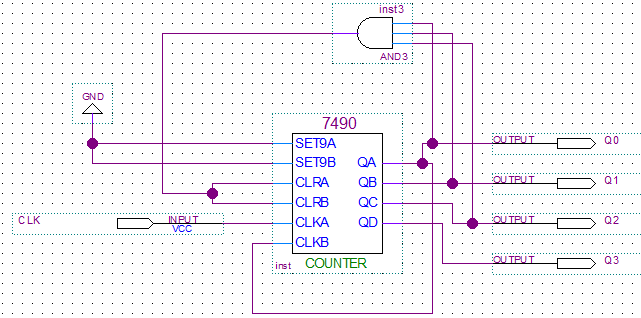 inst3
AND3
GND
7490
SET9A
SET9B QA
CLRA QB
CLRB QC
CLKA QD
CLKB
inst COUNTER
CLK INPUT
VCC
OUTPUT Q0
OUTPUT Q1
OUTPUT Q2
OUTPUT Q3